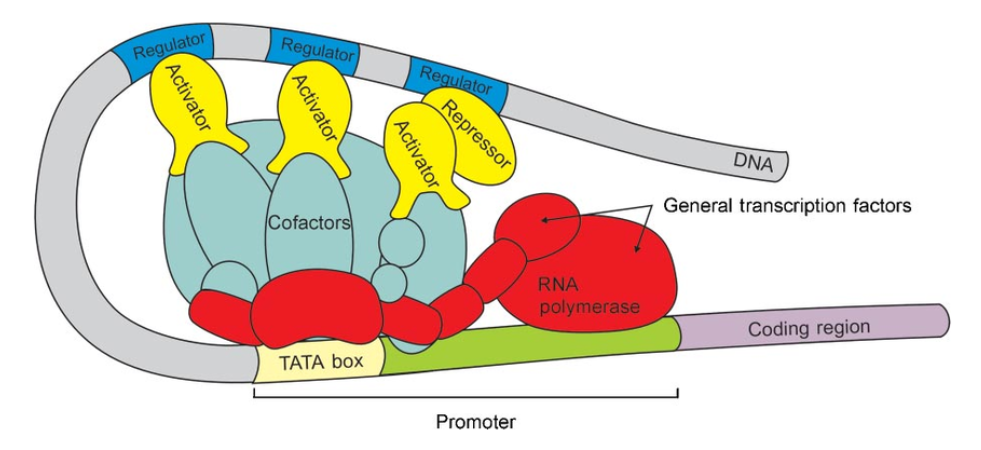 Regulator
Regulator
Regulator
Activator
Activator
Activator
Repressor
DNA
General transcription factors
Cofactors
RNA
polymerase
Coding region
TATA box
Promoter